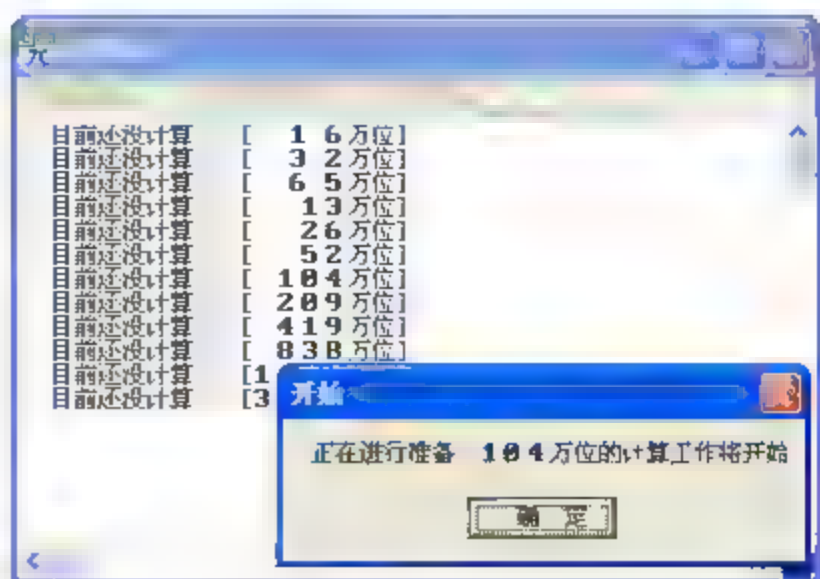 π
目前还没计算 [ 1 6万位]
目前还没计算 [ 3 2万位]
目前还没计算 [ 6 5万位]
目前还没计算 [ 13万位]
目前还没计算 [ 26万位]
目前还没计算 [ 52万位]
目前还没计算 [ 104万位]
目前还没计算 [ 209万位]
目前还没计算 [ 419万位]
目前还没计算 [ 838万位]
目前还没计算 [1
目前还没计算 [3
开始
正在进行准备 104万位的计算工作将开始
确 定